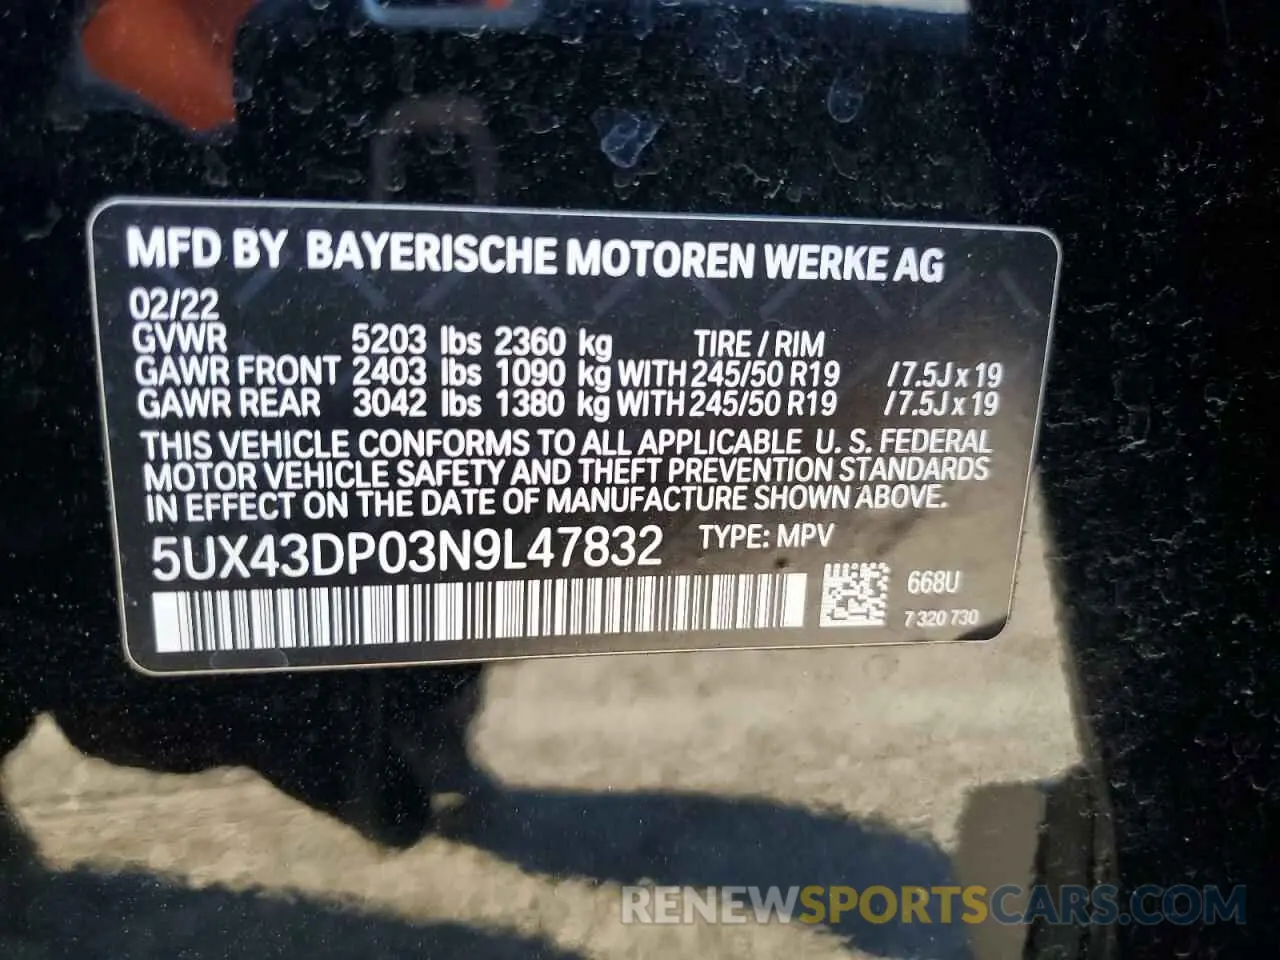 MFD BY BAYERISCHE MOTOREN WERKE AG
02/22
GVWR 5203 lbs 2360 kg TIRE / RIM
GAWR FRONT 2403 lbs 1090 kg WITH 245/50 R19 / 7.5J x 19
GAWR REAR 3042 lbs 1380 kg WITH 245/50 R19 / 7.5J x 19
THIS VEHICLE CONFORMS TO ALL APPLICABLE U. S. FEDERAL
MOTOR VEHICLE SAFETY AND THEFT PREVENTION STANDARDS
IN EFFECT ON THE DATE OF MANUFACTURE SHOWN ABOVE.
5UX43DP03N9L47832 TYPE: MPV
668U
7 320 730
RENEWSPORTSCARS.COM